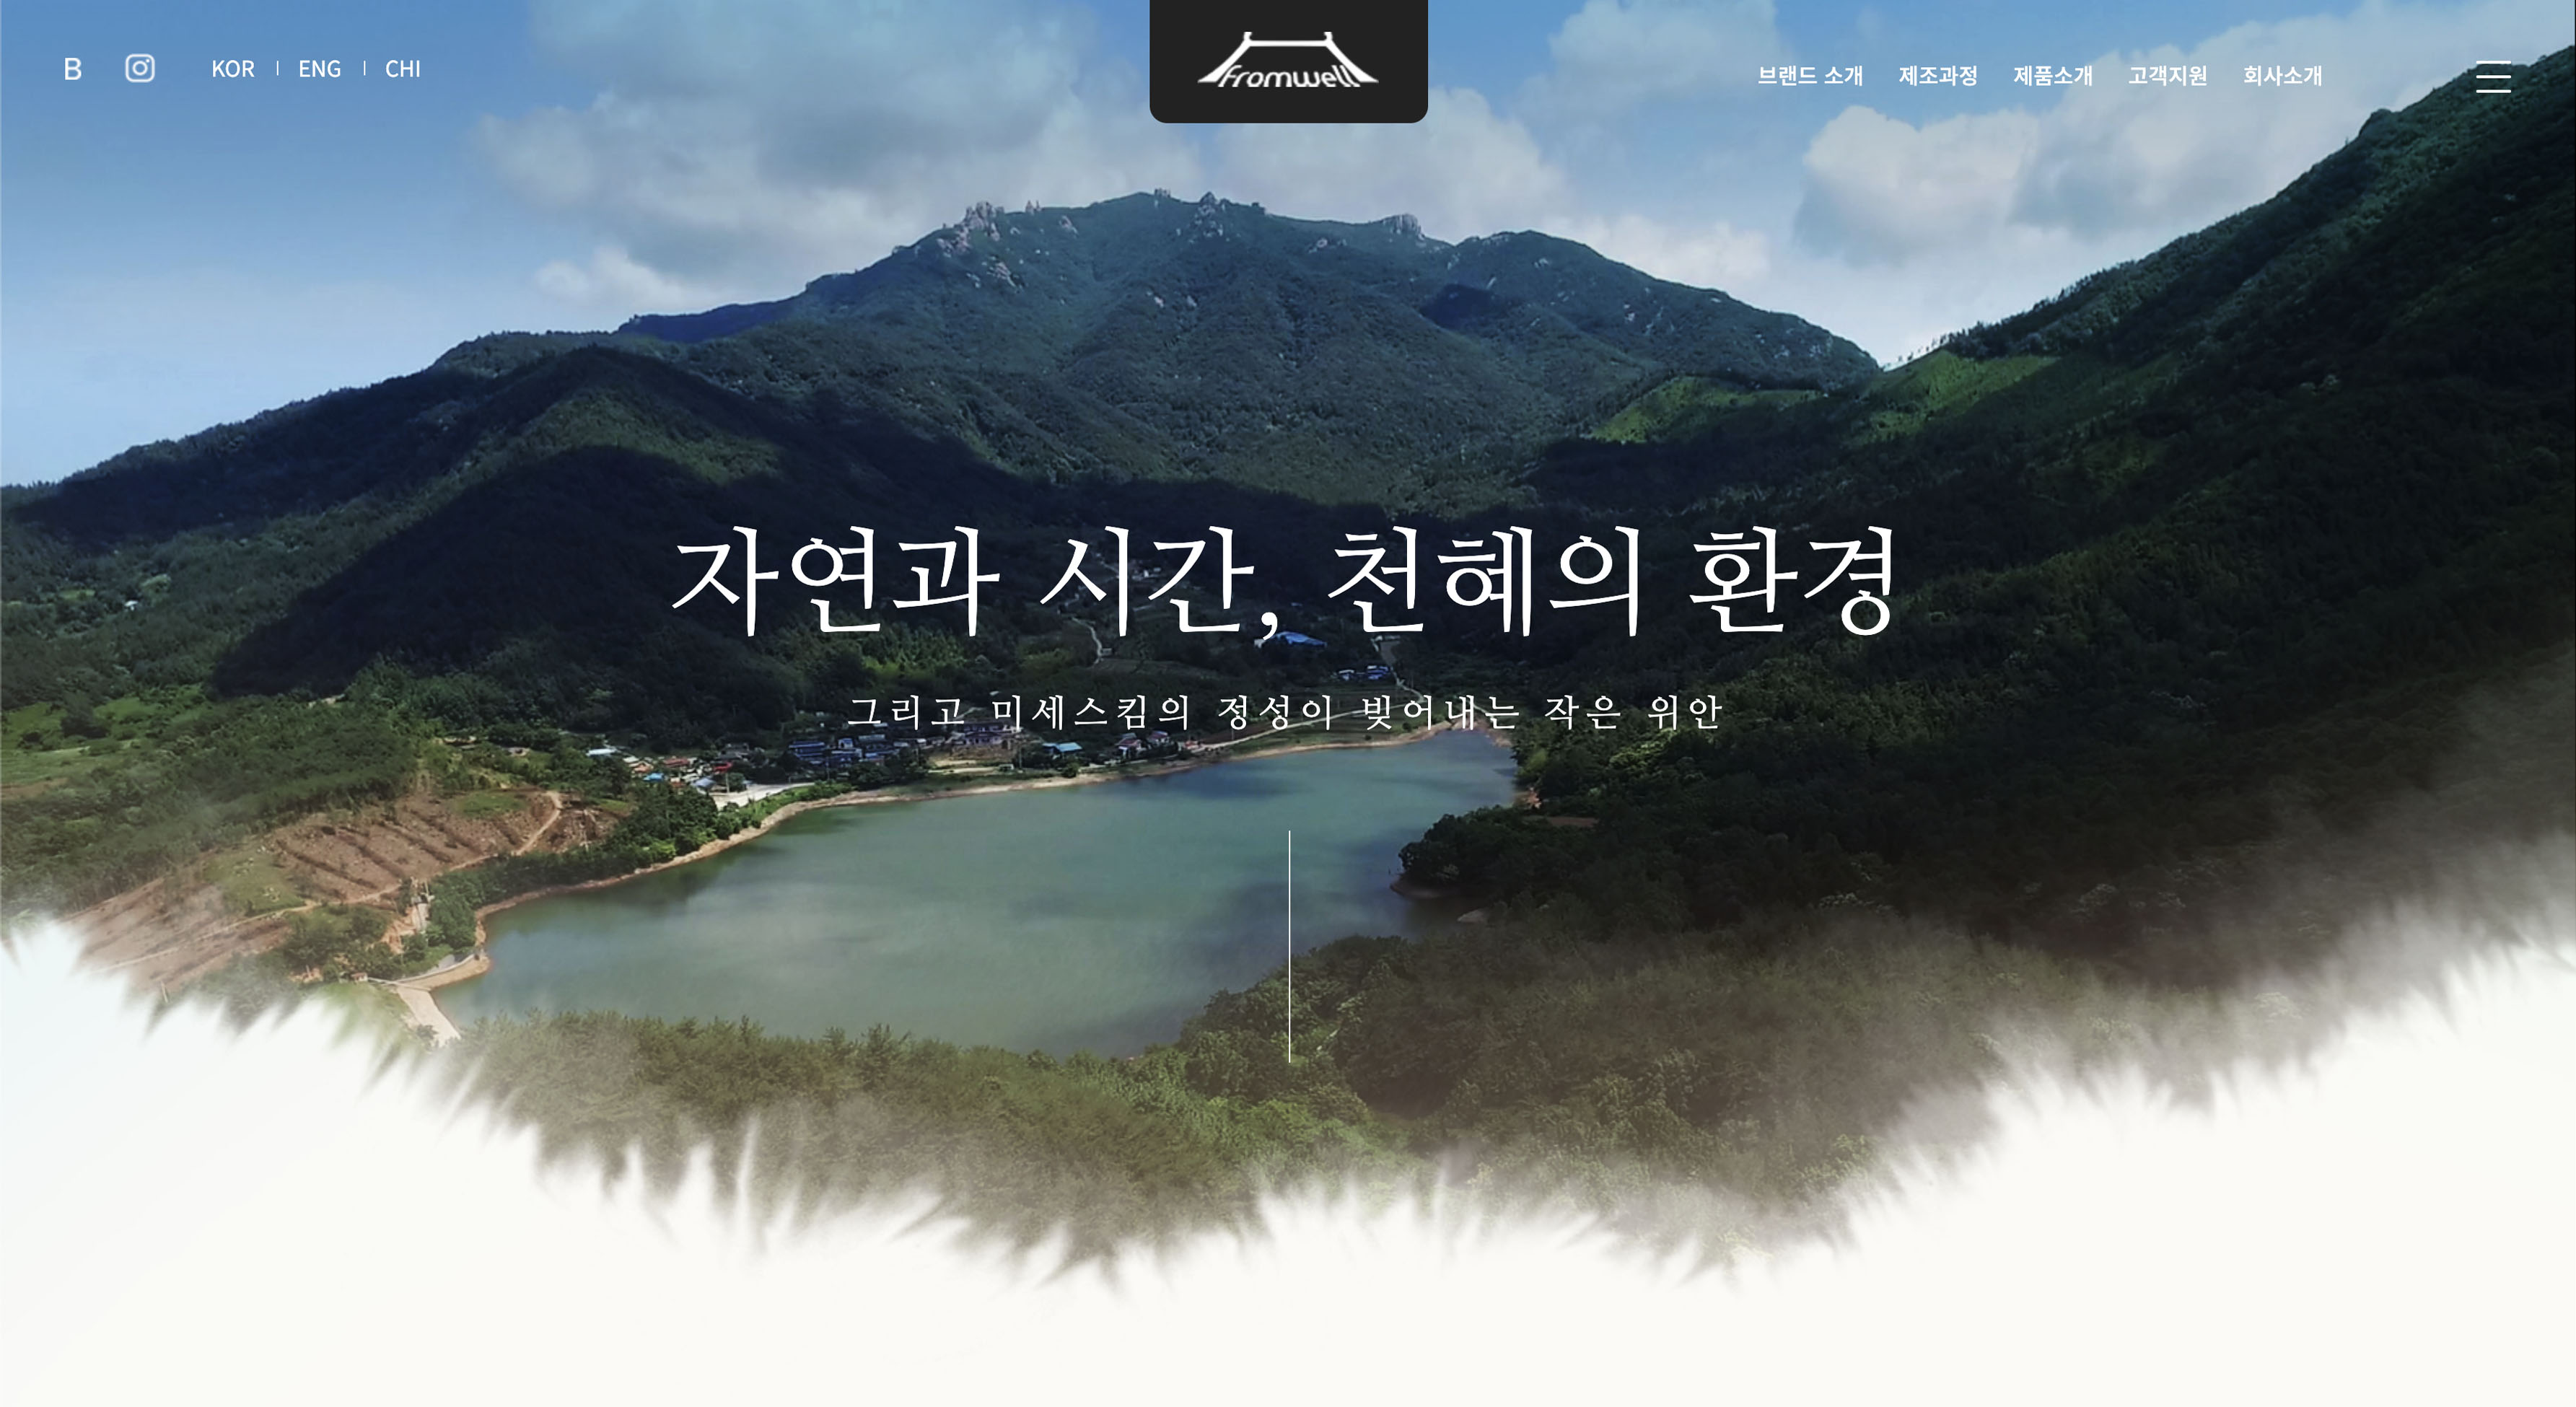 B
KOR | ENG | CHI
fromwell
브랜드 소개 제조과정 제품소개 고객지원 회사소개
자연과 시간, 천혜의 환경
그리고 미세스킴의 정성이 빚어내는 작은 위안